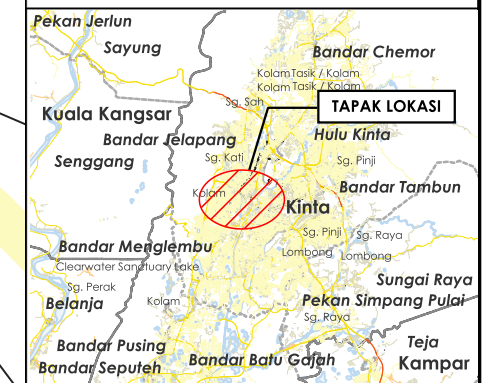 Pekan Jerlun
Sayung
Bandar Chemor
Kolam Tasik / Kolam
Kolam Tasik / Kolam
Sg. Sah
TAPAK LOKASI
Kuala Kangsar
Bandar Jelapang
Hulu Kinta
Senggang
Sg. Kati
Sg. Pinji
Kolam
Bandar Tambun
Kinta
Sg. Pinji
Sg. Raya
Bandar Menglembu
Lombong
Lombong
Clearwater Sanctuary Lake
Sungai Raya
Sg. Perak
Belanja
Kolam
Pekan Simpang Pulai
Sg. Raya
Bandar Pusing
Teja
Bandar Seputeh
Bandar Batu Gajah
Kampar